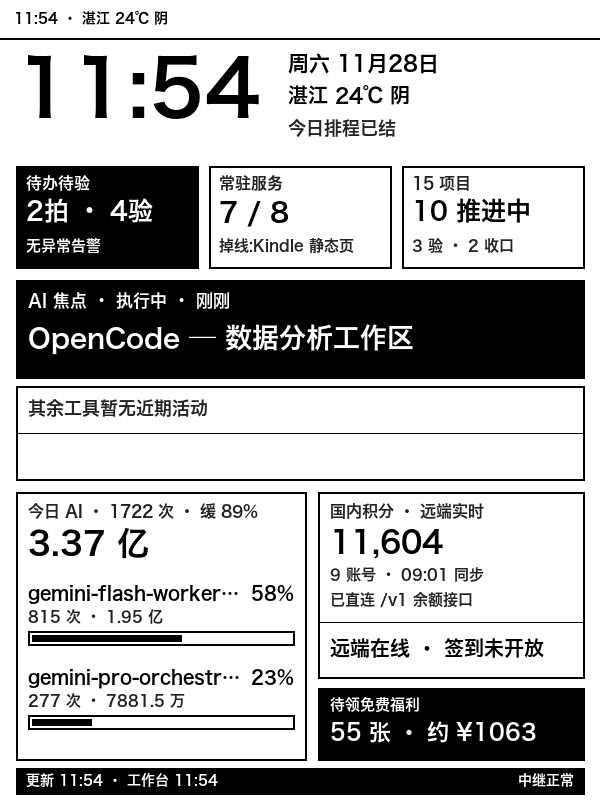 11:54 · 湛江 24℃ 阴
11:54
周六 11月28日
湛江 24℃ 阴
今日排程已结
待办待验
2拍 · 4验
无异常告警
常驻服务
7 / 8
掉线:Kindle 静态页
15 项目
10 推进中
3 验 · 2 收口
AI 焦点 · 执行中 · 刚刚
OpenCode — 数据分析工作区
其余工具暂无近期活动
今日 AI · 1722 次 · 缓 89%
3.37 亿
gemini-flash-worker… 58%
815 次 · 1.95 亿
gemini-pro-orchestr… 23%
277 次 · 7881.5 万
国内积分 · 远端实时
11,604
9 账号 · 09:01 同步
已直连 /v1 余额接口
远端在线 · 签到未开放
待领免费福利
55 张 · 约 ¥1063
更新 11:54 · 工作台 11:54
中继正常